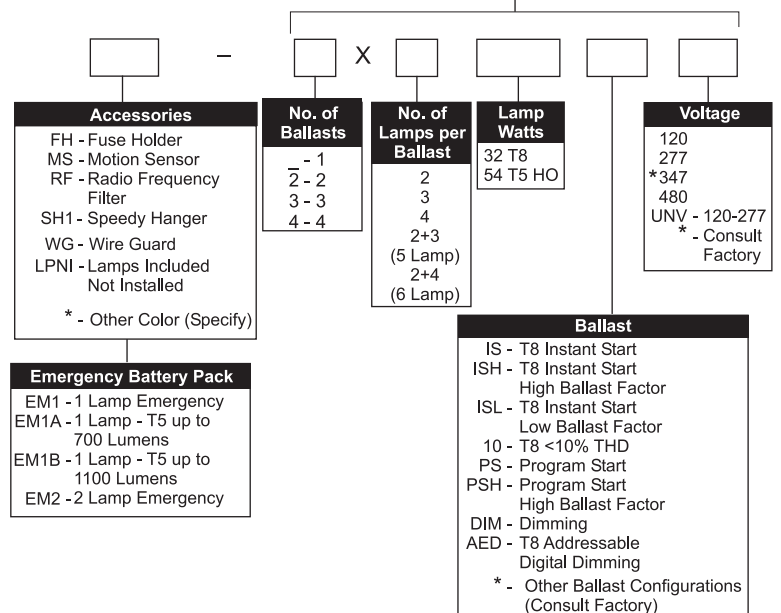 - X
Accessories
FH - Fuse Holder
MS - Motion Sensor
RF - Radio Frequency
Filter
SH1 - Speedy Hanger
WG - Wire Guard
LPNI - Lamps Included
Not Installed
* - Other Color (Specify)
Emergency Battery Pack
EM1 - 1 Lamp Emergency
EM1A - 1 Lamp - T5 up to
700 Lumens
EM1B - 1 Lamp - T5 up to
1100 Lumens
EM2 - 2 Lamp Emergency
No. of
Ballasts
_ - 1
2 - 2
3 - 3
4 - 4
No. of
Lamps per
Ballast
2
3
4
2+3
(5 Lamp)
2+4
(6 Lamp)
Lamp
Watts
32 T8
54 T5 HO
Ballast
IS - T8 Instant Start
ISH - T8 Instant Start
High Ballast Factor
ISL - T8 Instant Start
Low Ballast Factor
10 - T8 <10% THD
PS - Program Start
PSH - Program Start
High Ballast Factor
DIM - Dimming
AED - T8 Addressable
Digital Dimming
* - Other Ballast Configurations
(Consult Factory)
Voltage
120
277
*347
480
UNV - 120-277
* - Consult
Factory